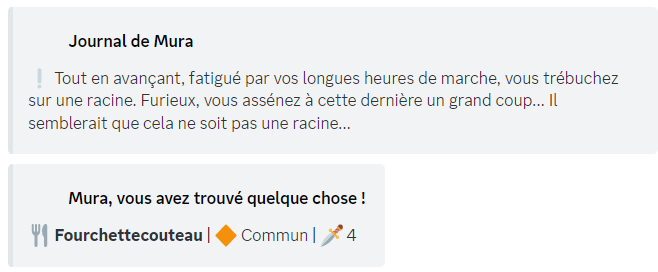 Journal de Mura
❕ Tout en avançant, fatigué par vos longues heures de marche, vous trébuchez
sur une racine. Furieux, vous assénez à cette dernière un grand coup... Il
semblerait que cela ne soit pas une racine...
Mura, vous avez trouvé quelque chose !
🍴 Fourchettecouteau | 🔶 Commun | 🗡️ 4